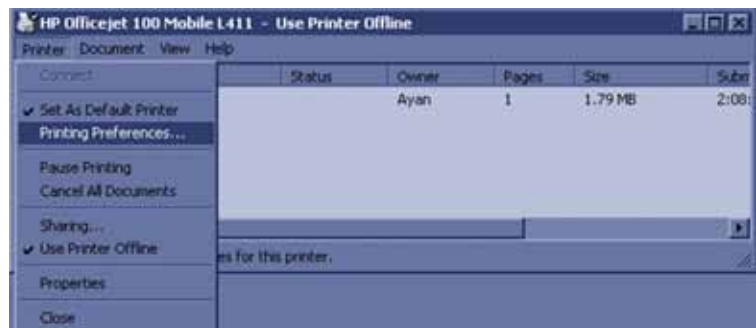 HP Officejet 100 Mobile L411 - Use Printer Offline
Printer Document View Help
Connect
Status Owner Pages Size Subm
Set As Default Printer
Ayan 1 1.79 MB 2:08:
Printing Preferences...
Pause Printing
Cancel All Documents
Sharing...
Use Printer Offline
es for this printer.
Properties
Close